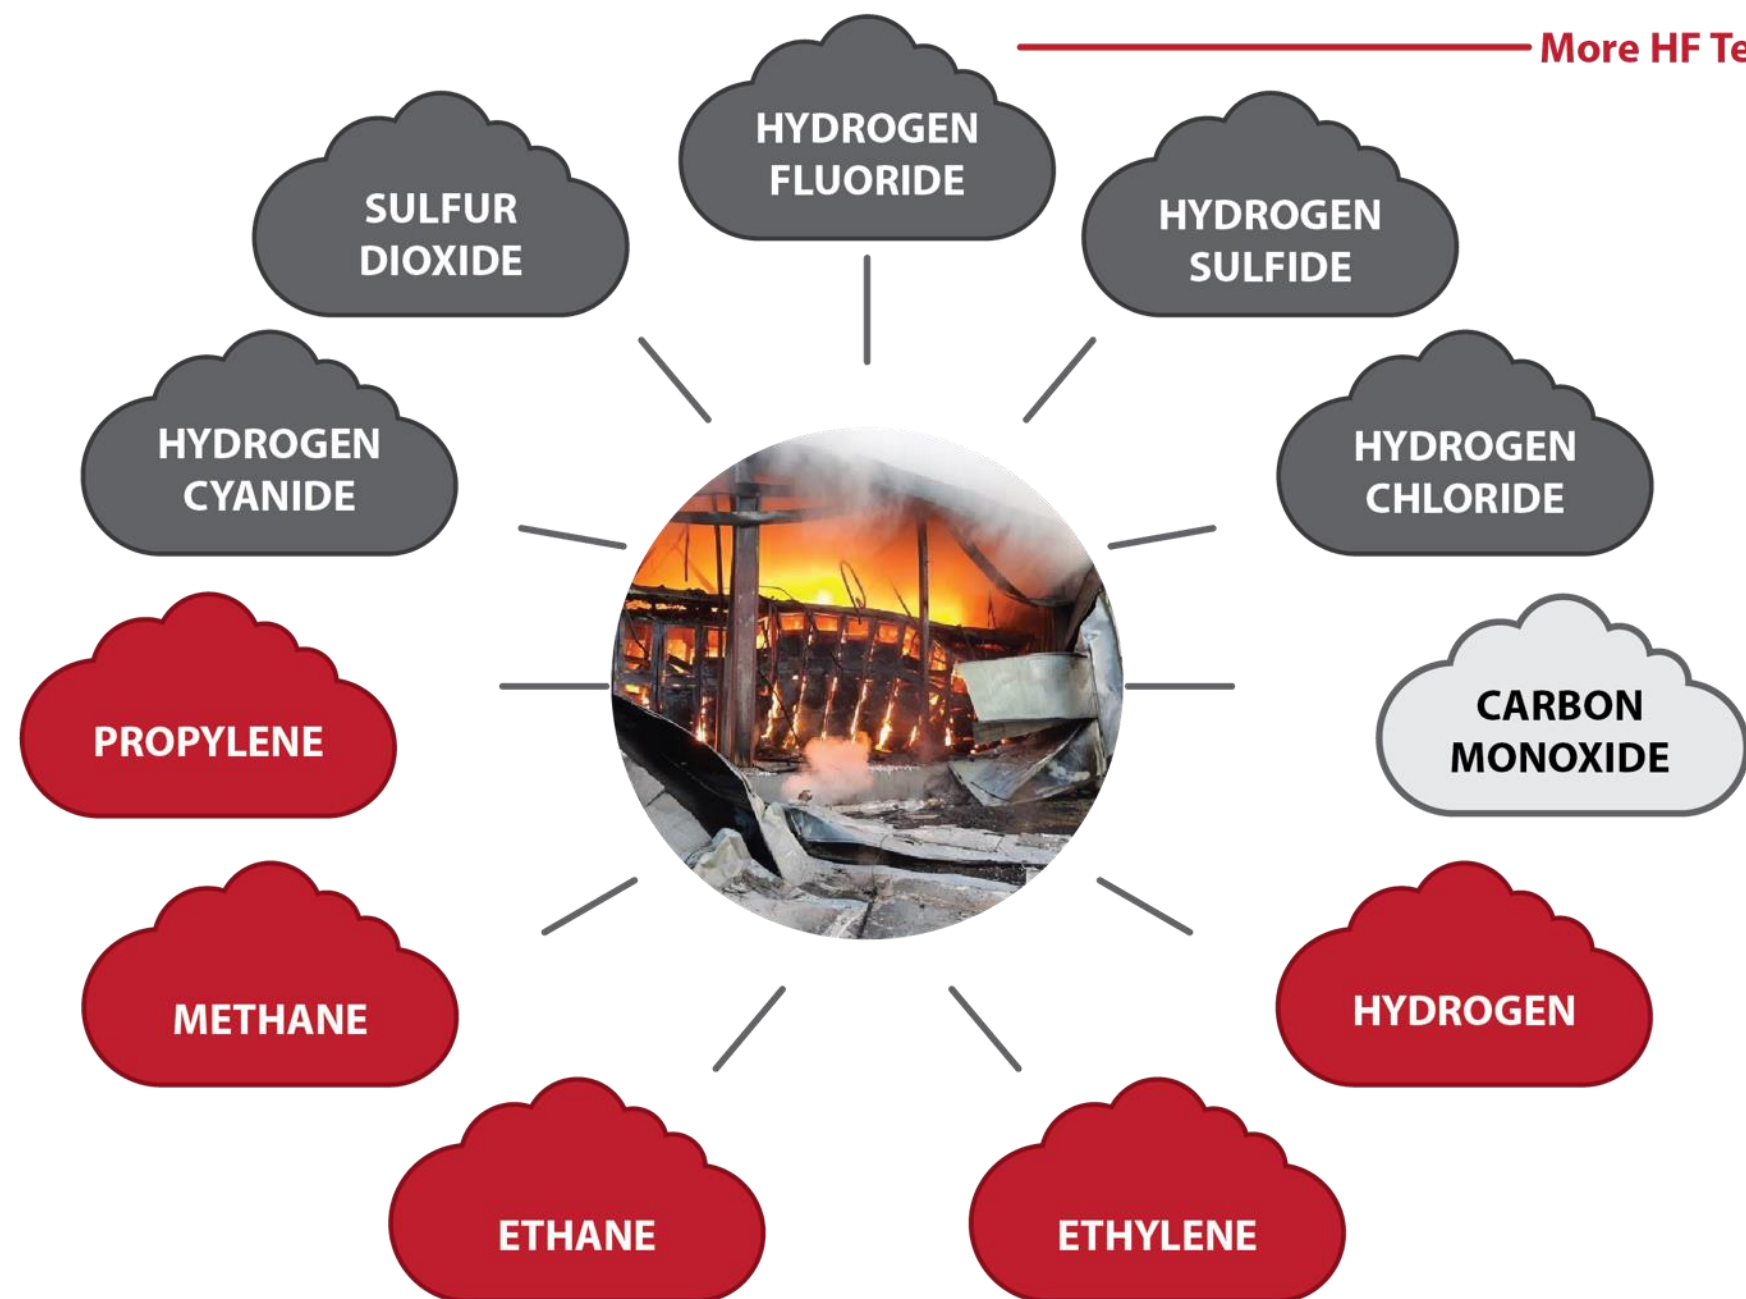 More HF Te
HYDROGEN
FLUORIDE
SULFUR
DIOXIDE
HYDROGEN
SULFIDE
HYDROGEN
CYANIDE
HYDROGEN
CHLORIDE
PROPYLENE
CARBON
MONOXIDE
METHANE
HYDROGEN
ETHANE
ETHYLENE